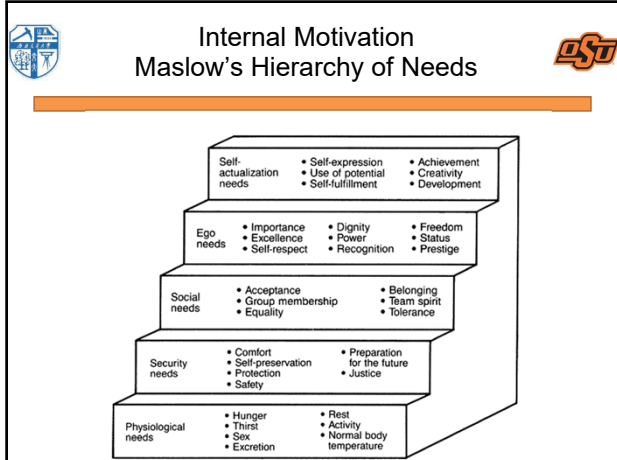 Internal Motivation
Maslow's Hierarchy of Needs
OSU
Self-
actualization
needs
• Self-expression
• Use of potential
• Self-fulfillment
• Achievement
• Creativity
• Development
Ego
needs
• Importance
• Excellence
• Self-respect
• Dignity
• Power
• Recognition
• Freedom
• Status
• Prestige
Social
needs
• Acceptance
• Group membership
• Equality
• Belonging
• Team spirit
• Tolerance
Security
needs
• Comfort
• Self-preservation
• Protection
• Safety
• Preparation
for the future
• Justice
Physiological
needs
• Hunger
• Thirst
• Sex
• Excretion
• Rest
• Activity
• Normal body
temperature